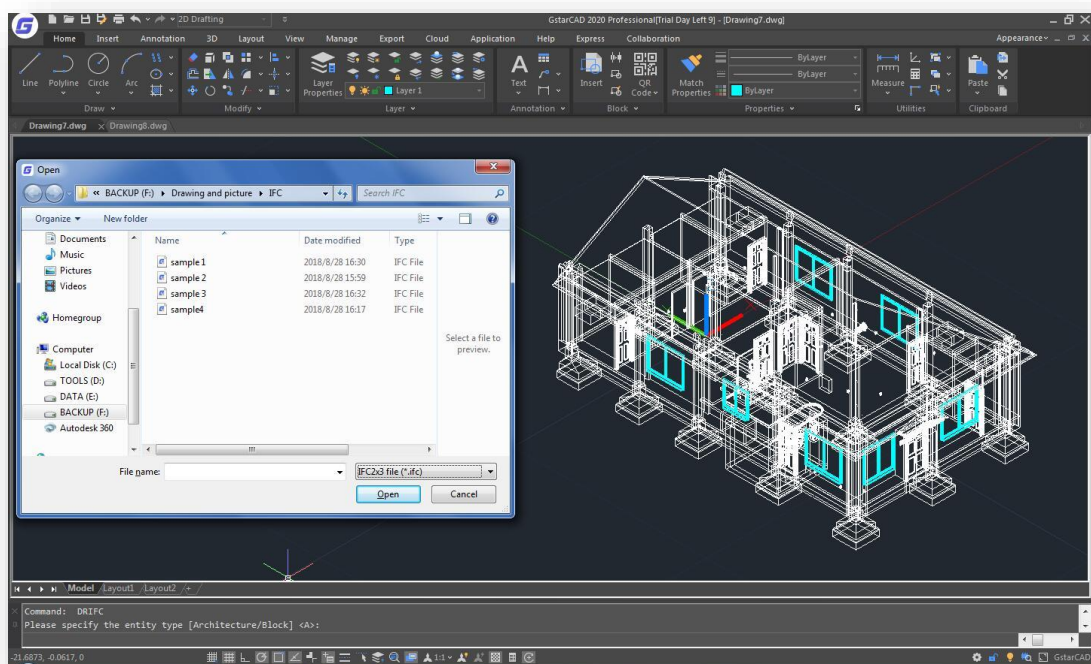 2D Drafting
GstarCAD 2020 Professional[Trial Day Left 9] - [Drawing7.dwg]
Home Insert Annotation 3D Layout View Manage Export Cloud Application Help Express Collaboration Appearance
Line Polyline Circle Arc
Layer Properties
Layer 1
Text
Insert
QR Code
Match Properties
ByLayer
ByLayer
ByLayer
Measure
Paste
Draw Modify Layer Annotation Block Properties Utilities Clipboard
Drawing7.dwg Drawing8.dwg
Open
« BACKUP (F:) Drawing and picture IFC
Search IFC
Organize New folder
Documents
Music
Pictures
Videos
Homegroup
Computer
Local Disk (C:)
TOOLS (D:)
DATA (E:)
BACKUP (F:)
Autodesk 360
Name Date modified Type
sample 1 2018/8/28 16:30 IFC File
sample 2 2018/8/28 15:59 IFC File
sample 3 2018/8/28 16:32 IFC File
sample4 2018/8/28 16:17 IFC File
Select a file to
preview.
File name:
IFC2x3 file (*.ifc)
Open Cancel
Model Layout1 Layout2 +
Command: DRIFC
Please specify the entity type [Architecture/Block] <A>:
-21.6873, -0.0617, 0
1:1
GstarCAD